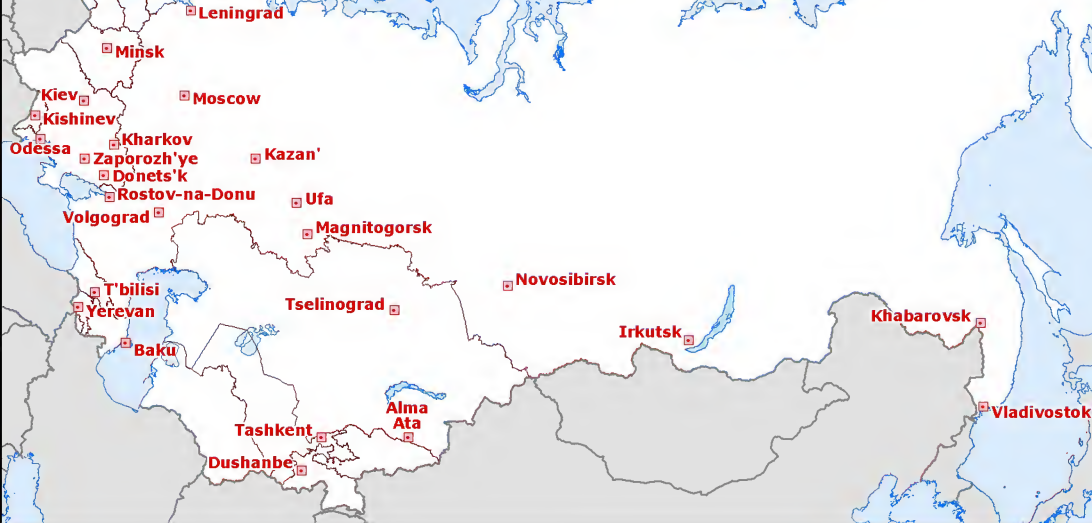 Leningrad
Minsk
Kiev
Moscow
Kishinev
Kharkov
Odessa
Zaporozh'ye
Kazan'
Donets'k
Rostov-na-Donu
Ufa
Volgograd
Magnitogorsk
Novosibirsk
T'bilisi
Tselinograd
Yerevan
Khabarovsk
Irkutsk
Baku
Alma
Ata
Vladivostok
Tashkent
Dushanbe